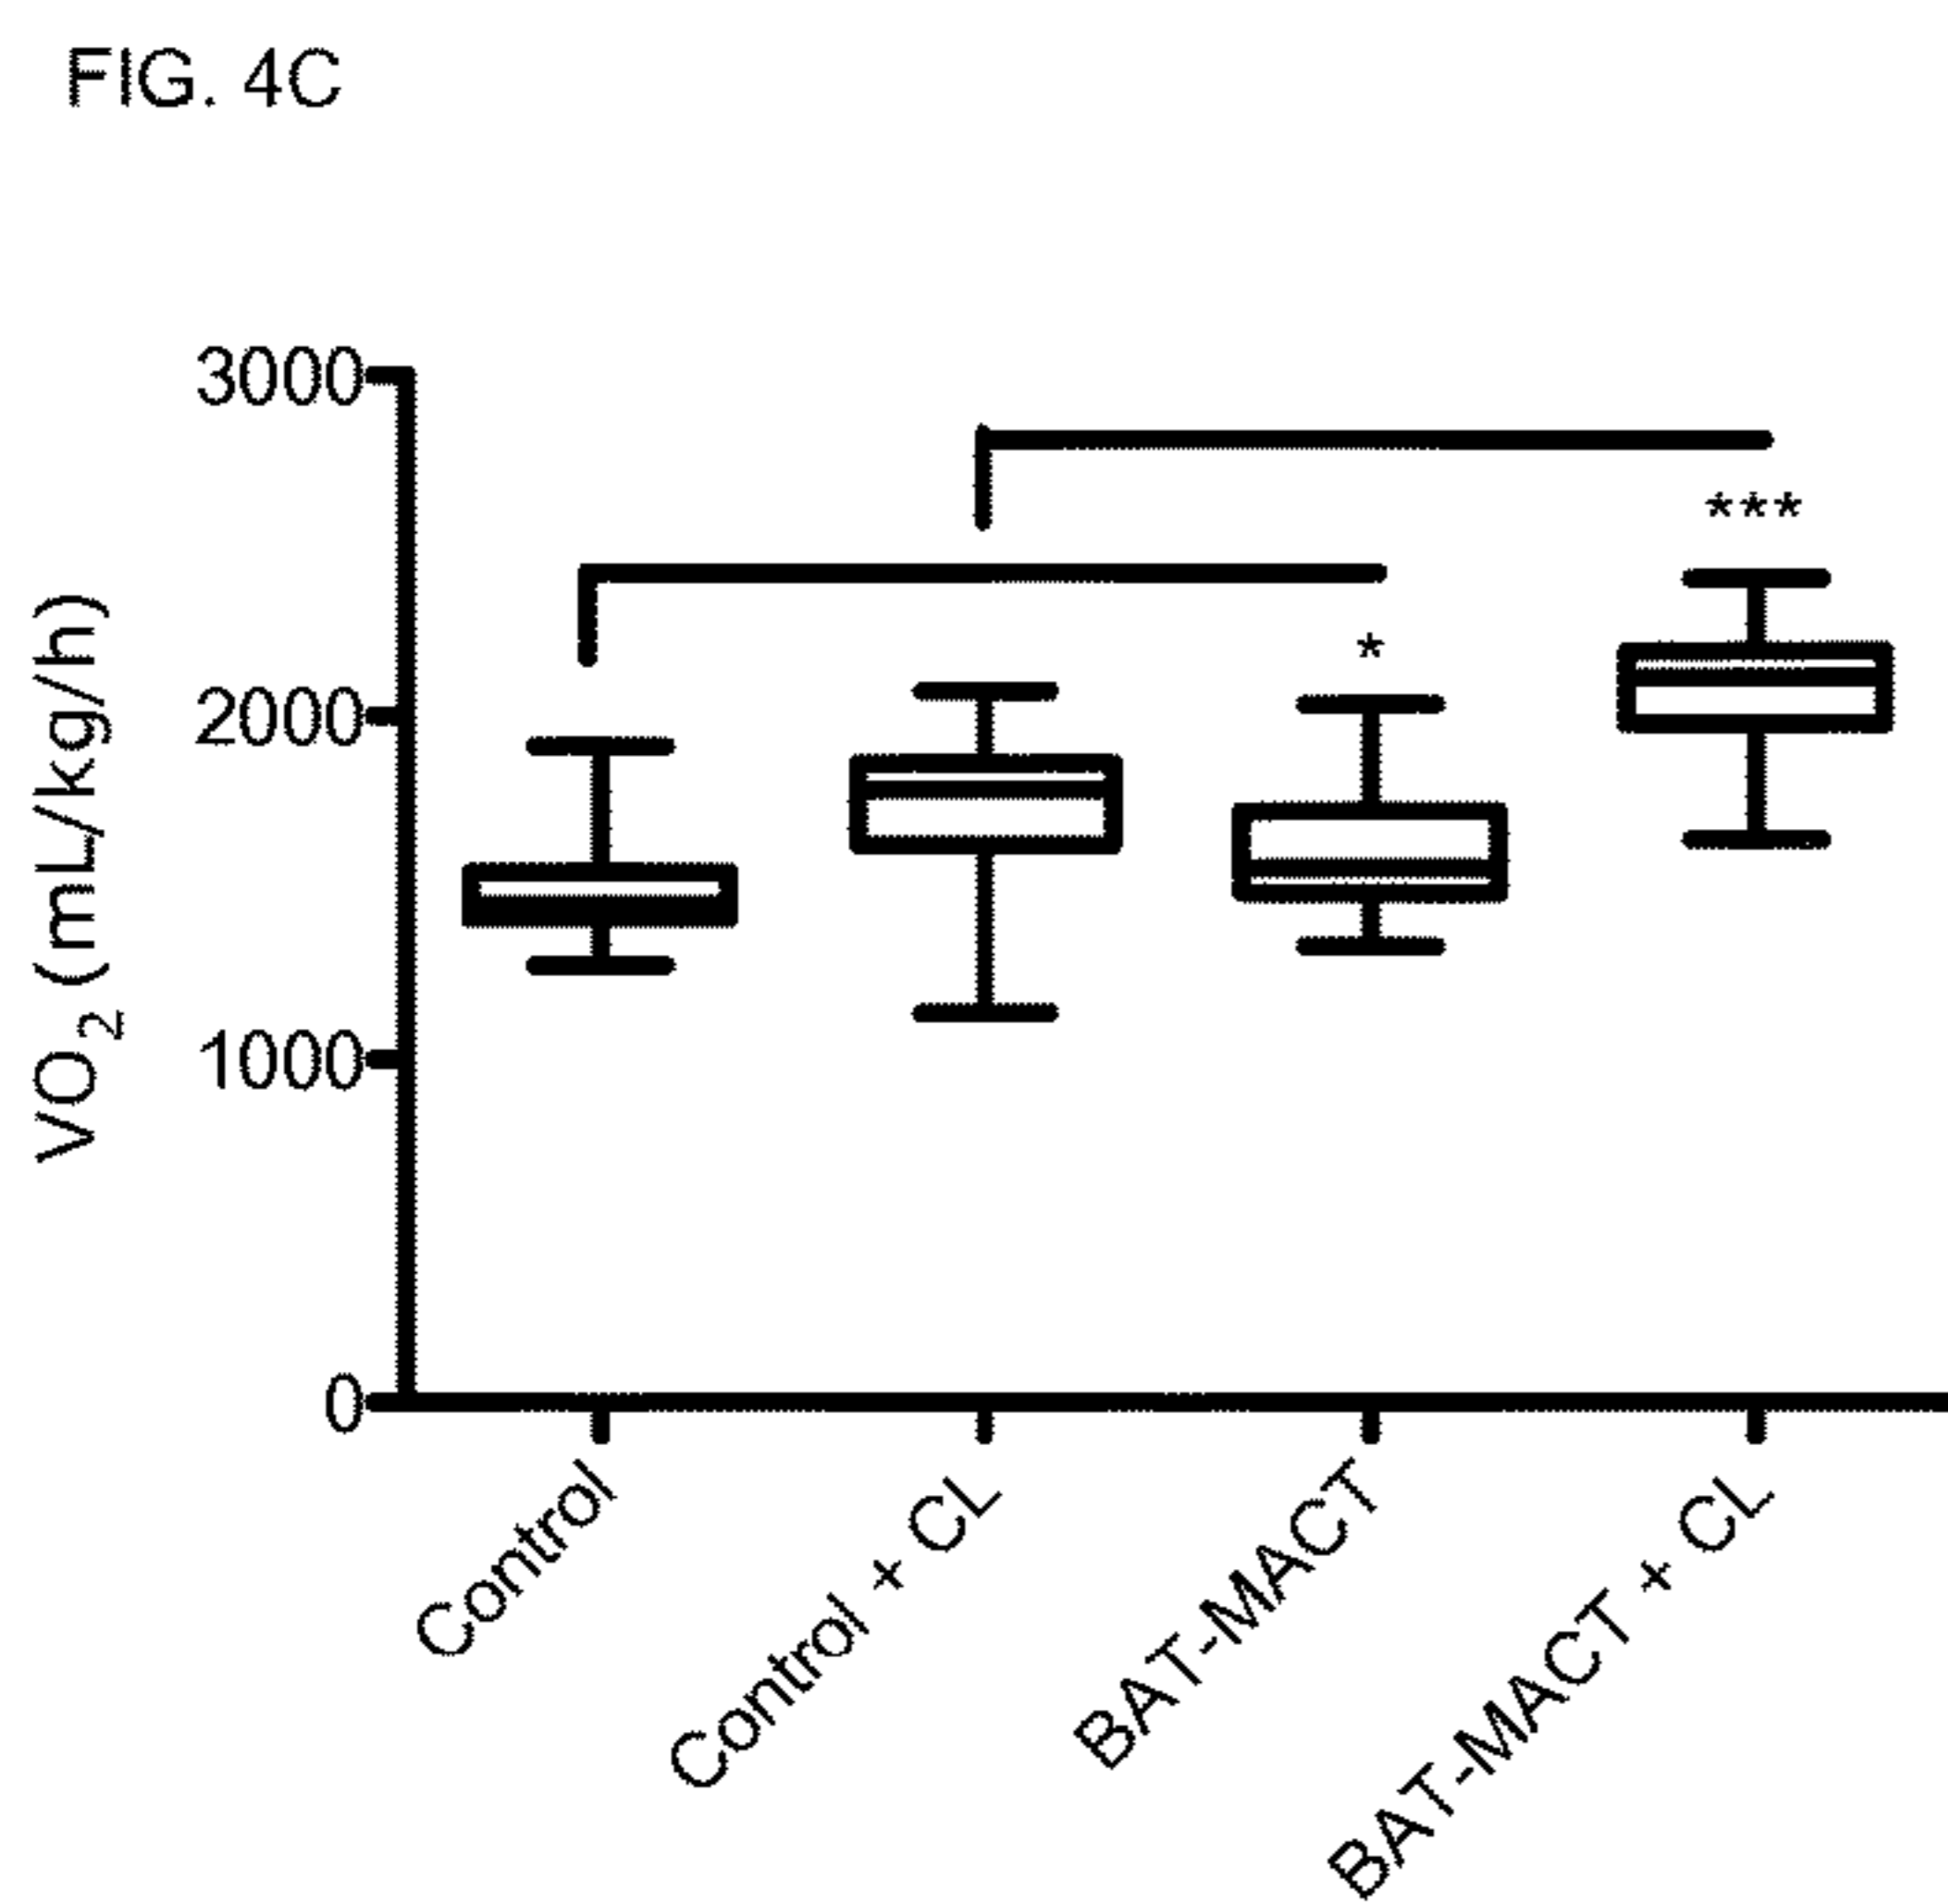 FIG. 4C
3000
2000
1000
0
VO2 (mL/kg/h)
***
*
Control
Control + CL
BAT-MACT
BAT-MACT + CL